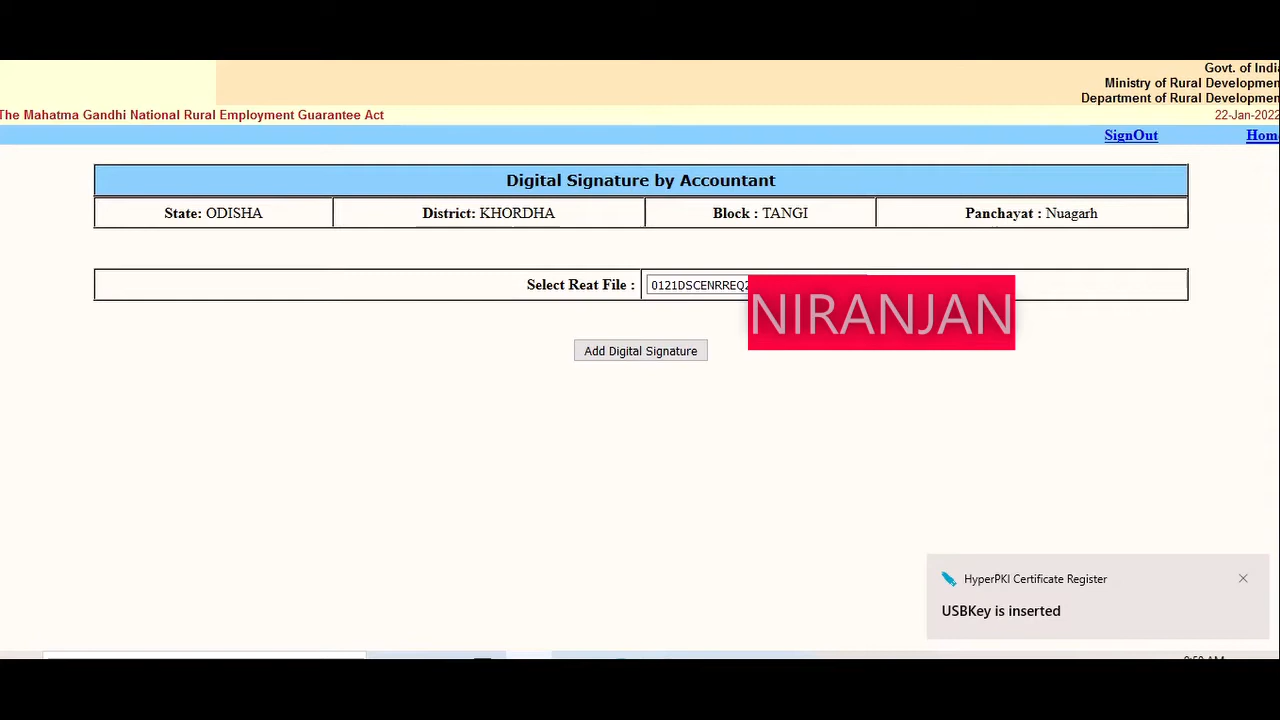 Govt. of India
Ministry of Rural Developmen
Department of Rural Developmen
The Mahatma Gandhi National Rural Employment Guarantee Act
22-Jan-2022
SignOut Hom
Digital Signature by Accountant
State: ODISHA District: KHORDHA Block : TANGI Panchayat : Nuagarh
Select Reat File : 0121DSCENRREQ2
NIRANJAN
Add Digital Signature
HyperPKI Certificate Register
USBKey is inserted